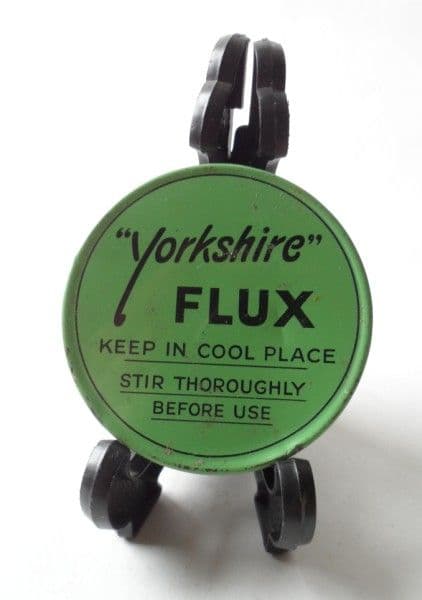 "Yorkshire"
FLUX
KEEP IN COOL PLACE
STIR THOROUGHLY
BEFORE USE